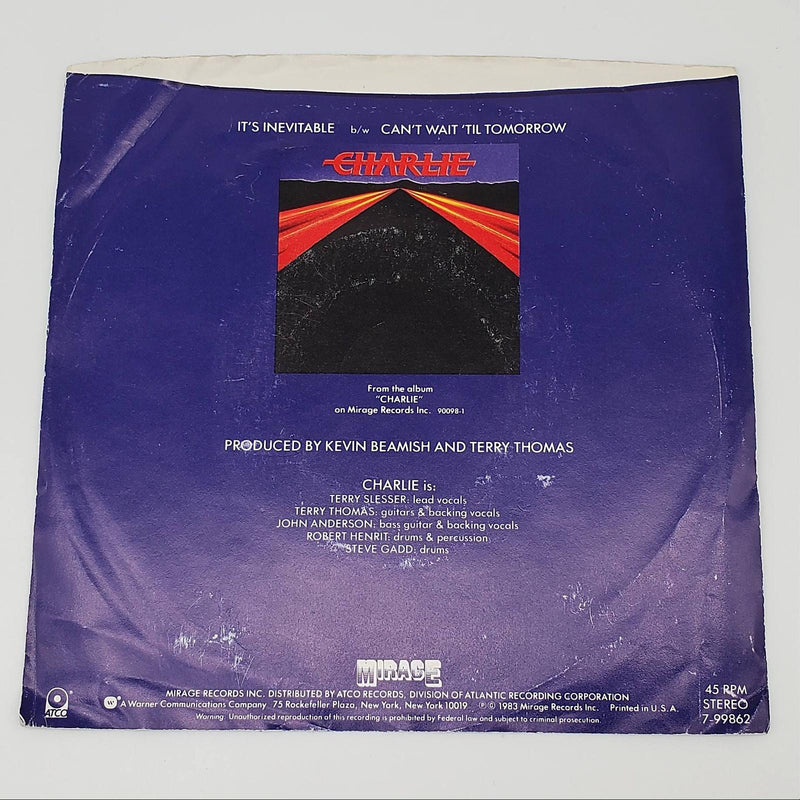 IT'S INEVITABLE b/w CAN'T WAIT 'TIL TOMORROW
CHARLIE
From the album
"CHARLIE"
on Mirage Records Inc. 90098-1
PRODUCED BY KEVIN BEAMISH AND TERRY THOMAS
CHARLIE is:
TERRY SLESSER: lead vocals
TERRY THOMAS: guitars & backing vocals
JOHN ANDERSON: bass guitar & backing vocals
ROBERT HENRIT: drums & percussion
STEVE GADD: drums
MIRAGE
ATCO®
MIRAGE RECORDS INC. DISTRIBUTED BY ATCO RECORDS, DIVISION OF ATLANTIC RECORDING CORPORATION
W® A Warner Communications Company. 75 Rockefeller Plaza, New York, New York 10019 ℗ © 1983 Mirage Records Inc. Printed in U.S.A.
Warning: Unauthorized reproduction of this recording is prohibited by Federal law and subject to criminal prosecution.
45 RPM
STEREO
7-99862